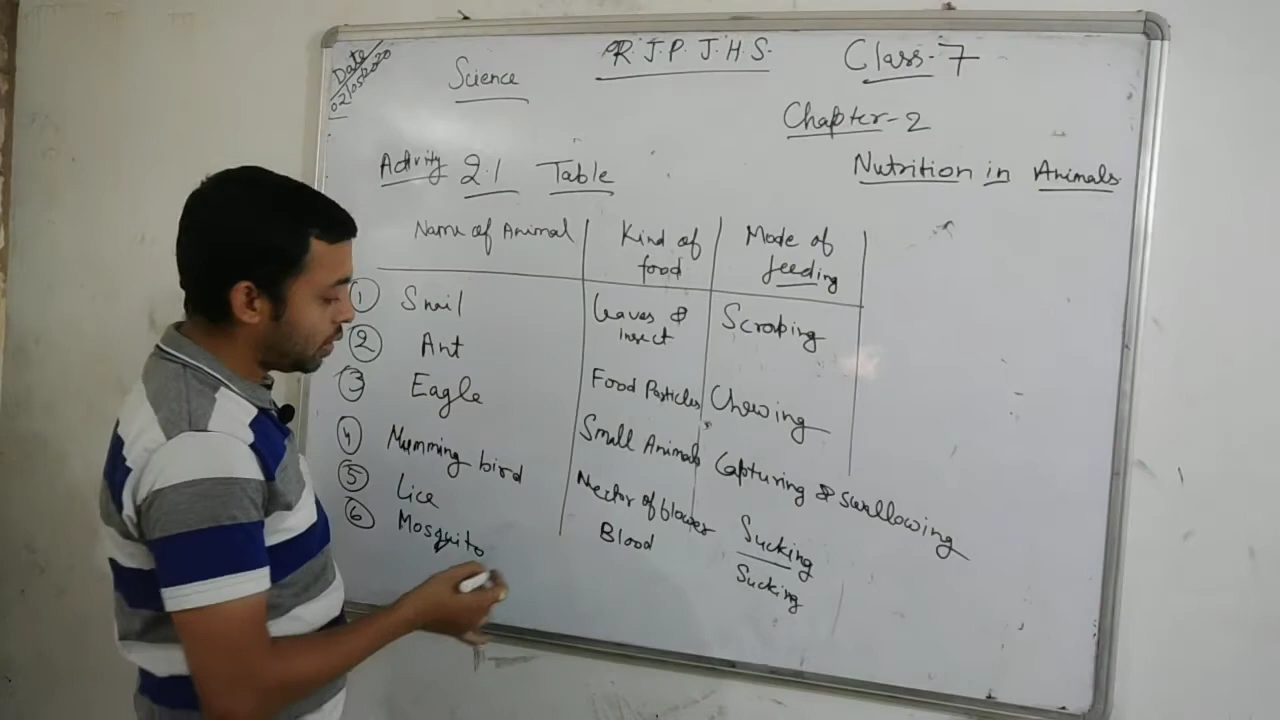 Date
02/05/2020
Science
R.J.P. J.H.S.
Class-7
Chapter-2
Nutrition in Animals
Activity 2.1 Table
Name of Animal Kind of food Mode of feeding
1 Snail Leaves & insect Scraping
2 Ant Food Particles Chewing
3 Eagle Small Animals Capturing & swallowing
4 Humming bird Nector of flower Sucking
5 Lice Blood Sucking
6 Mosquito